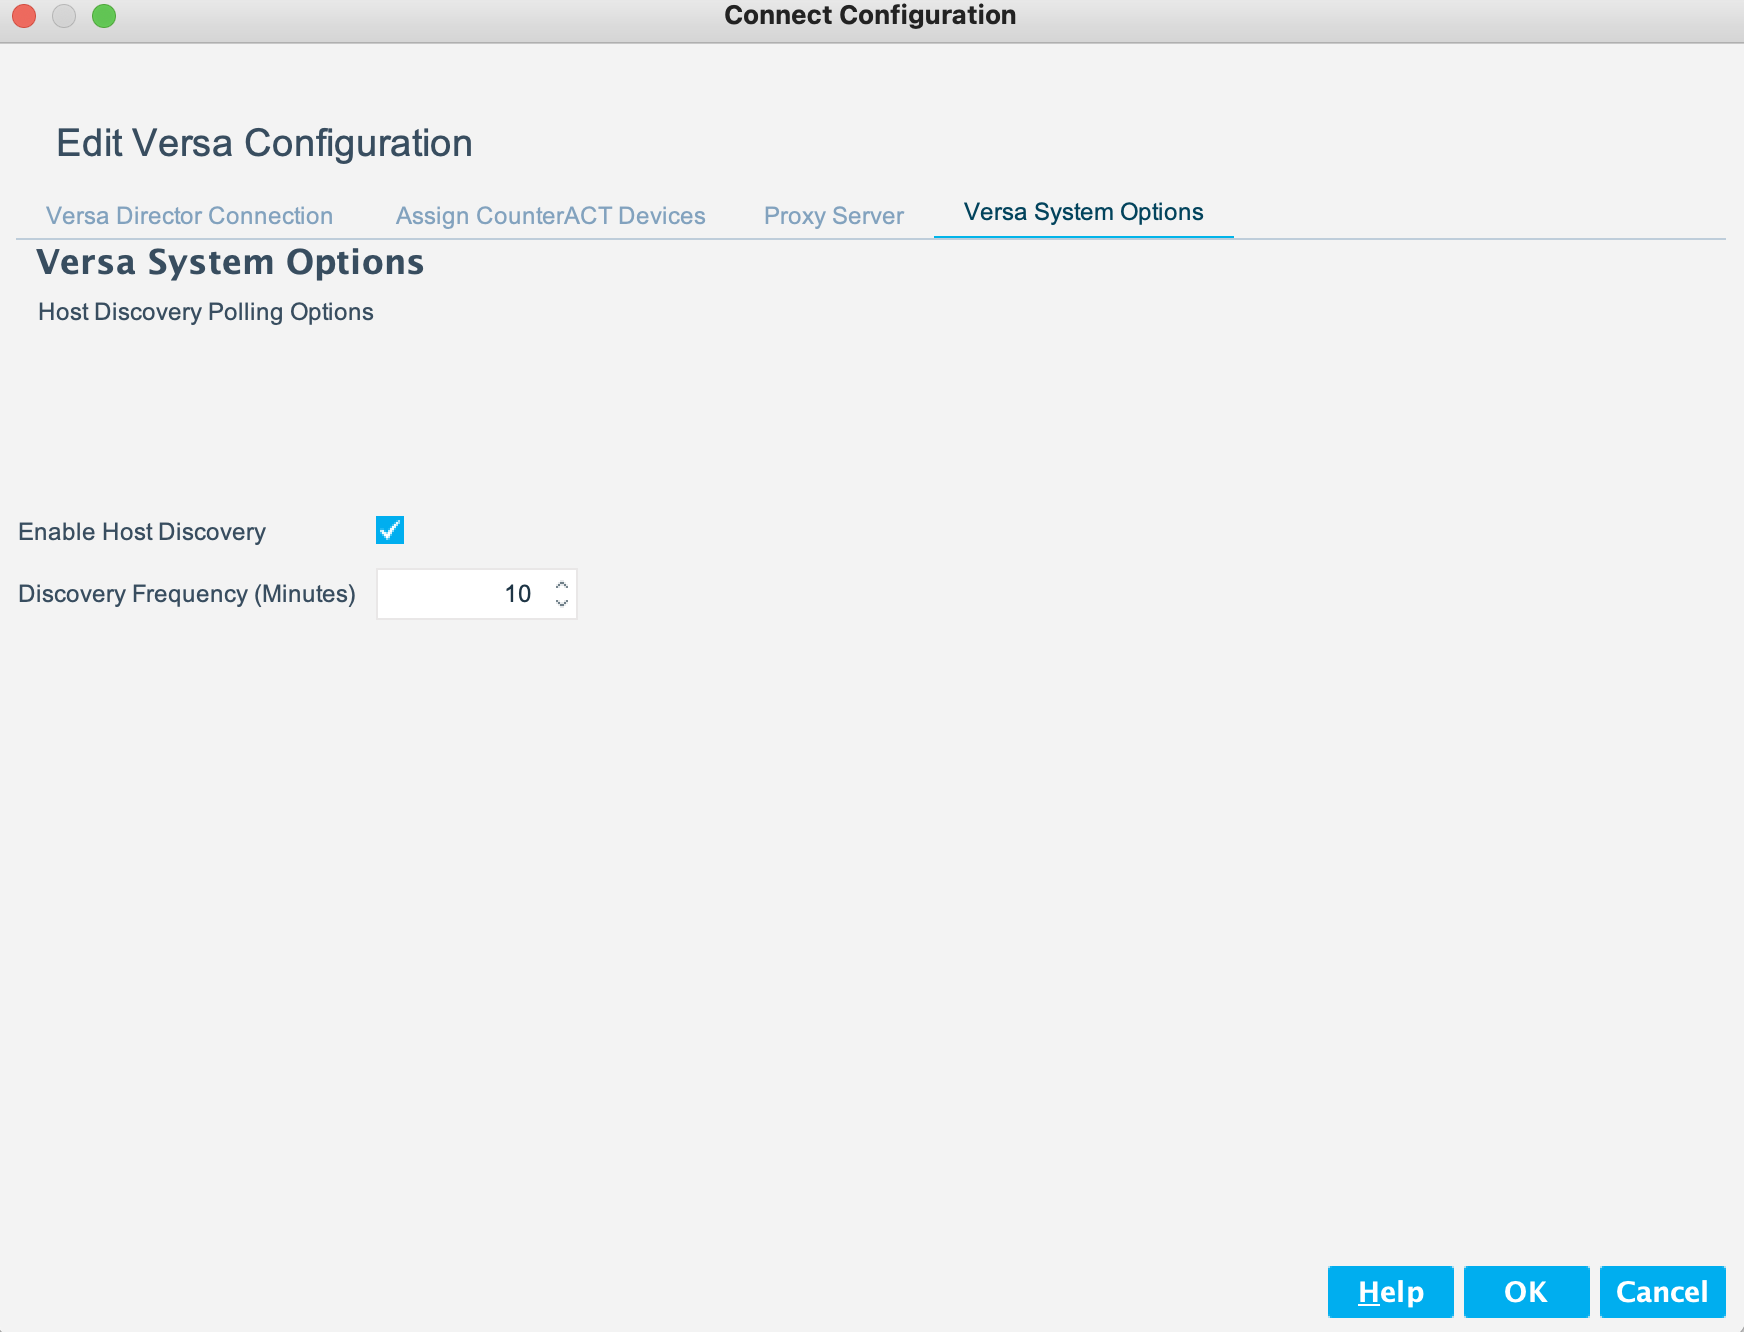 Connect Configuration
Edit Versa Configuration
Versa Director Connection Assign CounterACT Devices Proxy Server Versa System Options
Versa System Options
Host Discovery Polling Options
Enable Host Discovery
Discovery Frequency (Minutes) 10
Help OK Cancel